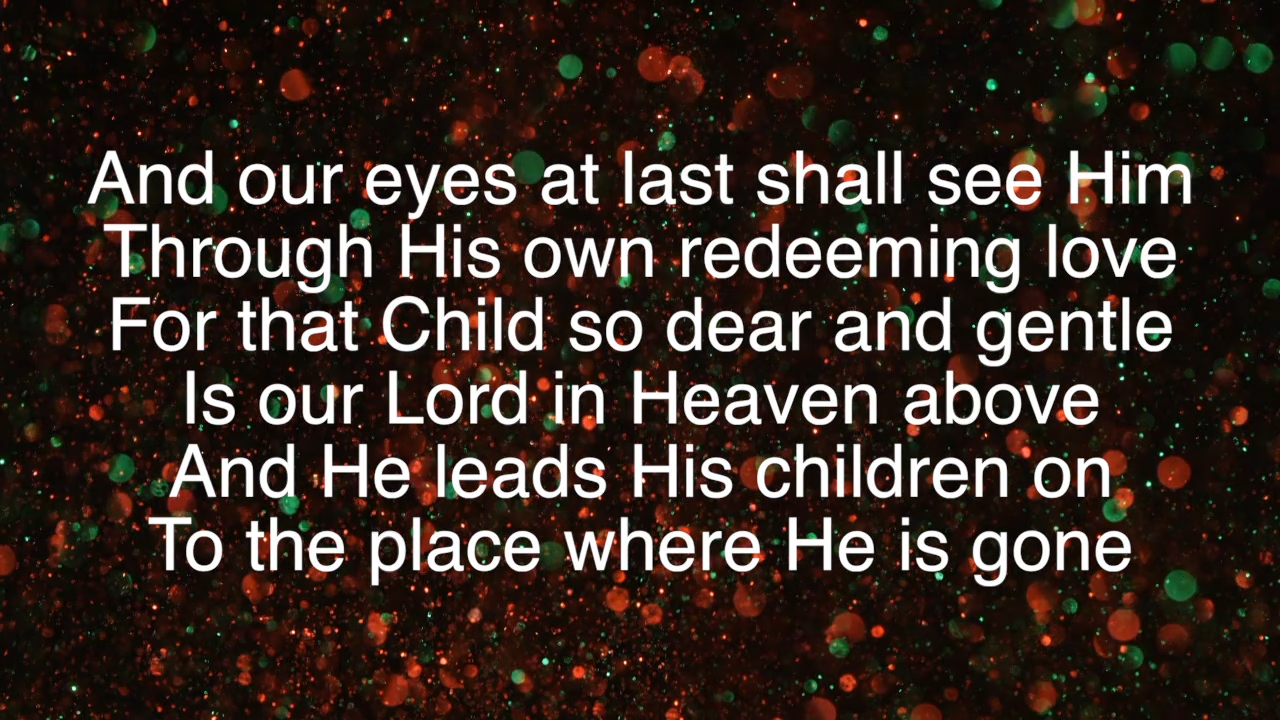 And our eyes at last shall see Him
Through His own redeeming love
For that Child so dear and gentle
Is our Lord in Heaven above
And He leads His children on
To the place where He is gone